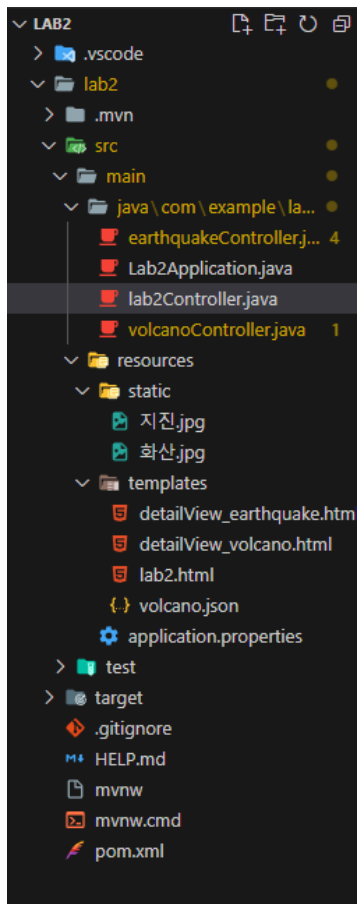 LAB2
.vscode
lab2
.mvn
src
main
java\com\example\la...
earthquakeController.j... 4
Lab2Application.java
lab2Controller.java
volcanoController.java 1
resources
static
지진.jpg
화산.jpg
templates
detailView_earthquake.htm
detailView_volcano.html
lab2.html
{..} volcano.json
application.properties
test
target
.gitignore
HELP.md
mvnw
mvnw.cmd
pom.xml